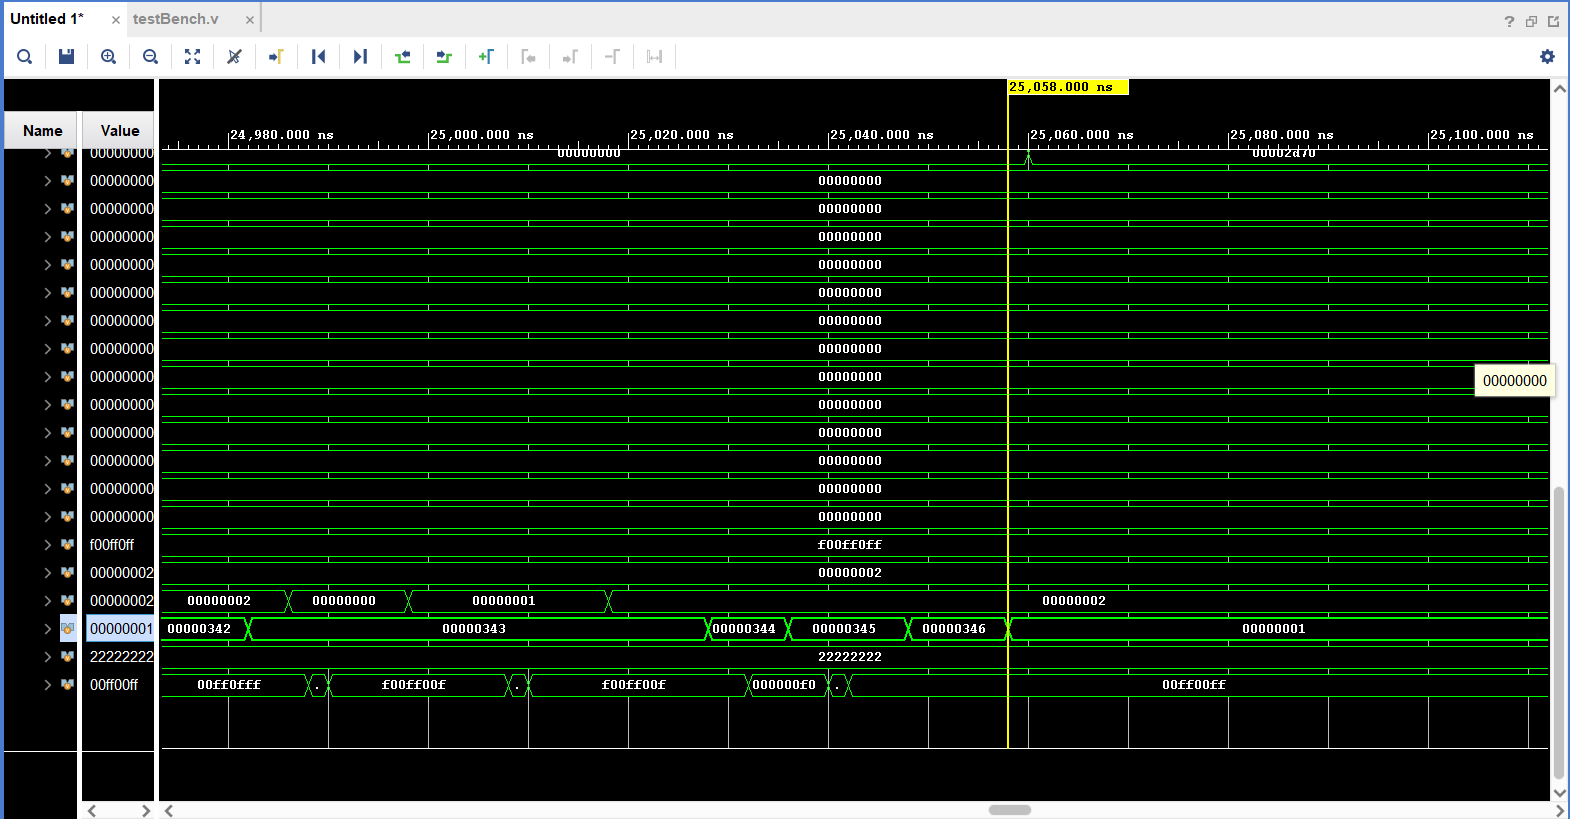 Untitled 1* × testBench.v ×
?
25,058.000 ns
Name Value 24,980.000 ns 25,000.000 ns 25,020.000 ns 25,040.000 ns 25,060.000 ns 25,080.000 ns 25,100.000 ns
00000000 00000000 00002d70
00000000 00000000
00000000 00000000
00000000 00000000
00000000 00000000
00000000 00000000
00000000 00000000
00000000 00000000
00000000 00000000
00000000
00000000 00000000
00000000 00000000
00000000 00000000
00000000 00000000
00000000 00000000
f00ff0ff f00ff0ff
00000002 00000002
00000002 00000002 00000000 00000001 00000002
00000001 00000342 00000343 00000344 00000345 00000346 00000001
22222222 22222222
00ff00ff 00ff0fff . f00ff00f . f00ff00f 000000f0 . 00ff00ff